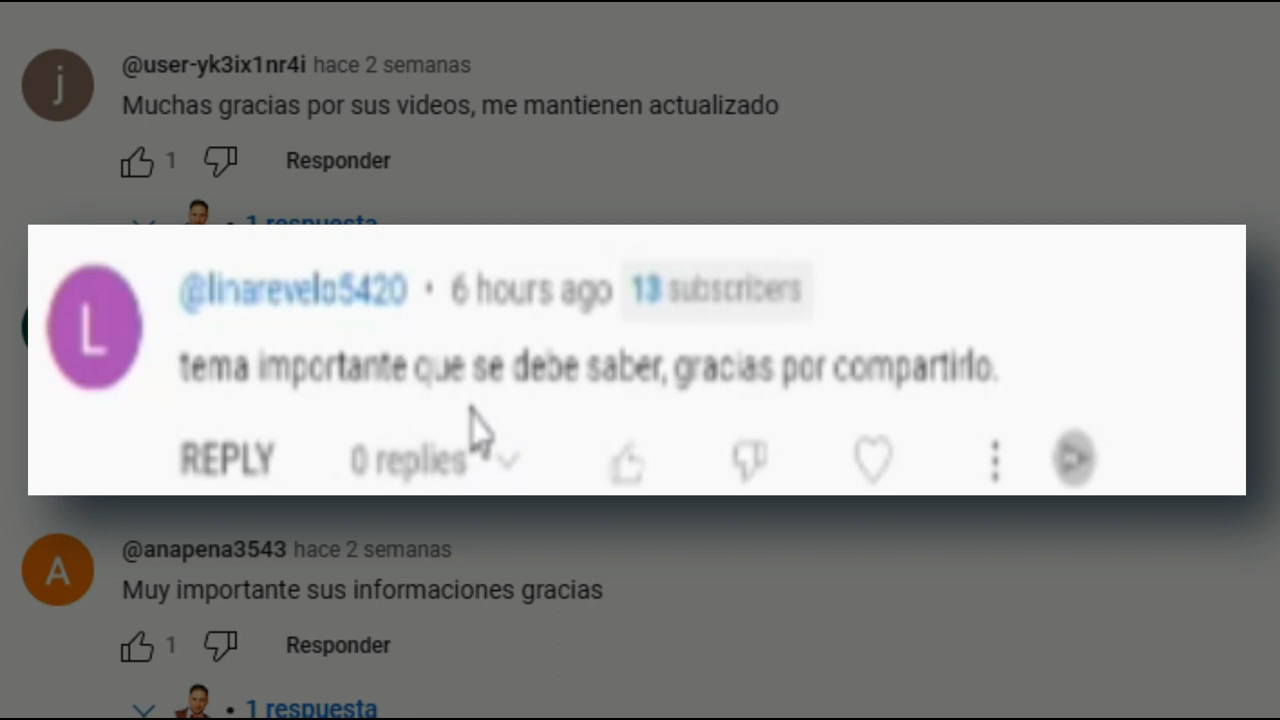 j
@user-yk3ix1nr4i hace 2 semanas
Muchas gracias por sus videos, me mantienen actualizado
1 Responder
• 1 respuesta
L
@linarevelo5420 • 6 hours ago 13 subscribers
tema importante que se debe saber, gracias por compartirlo.
REPLY 0 replies
A
@anapena3543 hace 2 semanas
Muy importante sus informaciones gracias
1 Responder
• 1 respuesta